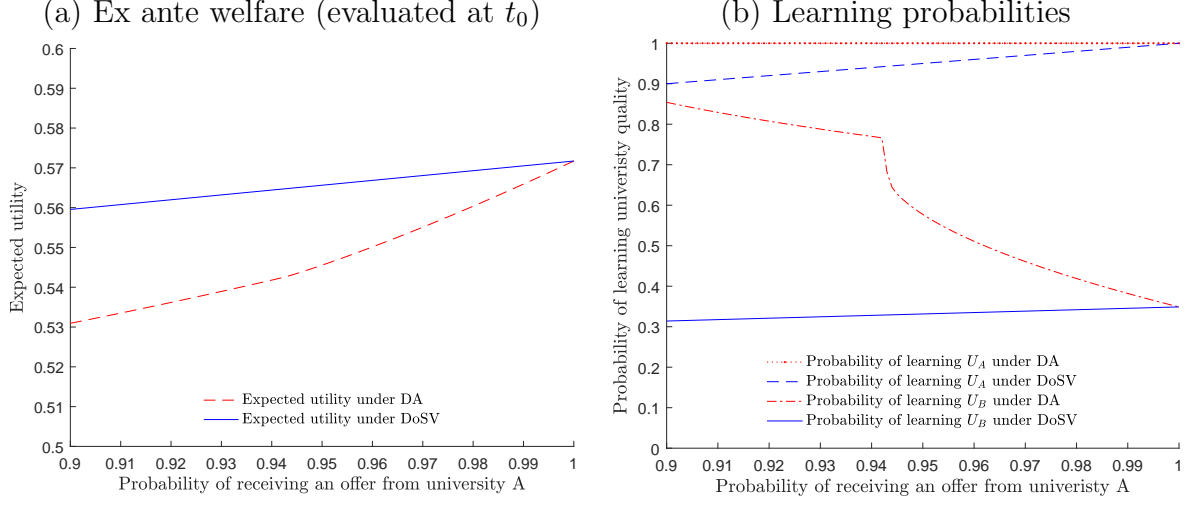 (a) Ex ante welfare (evaluated at t₀)
0.6
0.59
0.58
0.57
0.56
0.55
0.54
0.53
0.52
0.51
0.5
Expected utility
Expected utility under DA
Expected utility under DoSV
0.9 0.91 0.92 0.93 0.94 0.95 0.96 0.97 0.98 0.99 1
Probability of receiving an offer from university A
(b) Learning probabilities
1
0.9
0.8
0.7
0.6
0.5
0.4
0.3
0.2
0.1
0
Probability of learning univeristy quality
Probability of learning U_A under DA
Probability of learning U_A under DoSV
Probability of learning U_B under DA
Probability of learning U_B under DoSV
0.9 0.91 0.92 0.93 0.94 0.95 0.96 0.97 0.98 0.99 1
Probability of receiving an offer from univeristy A